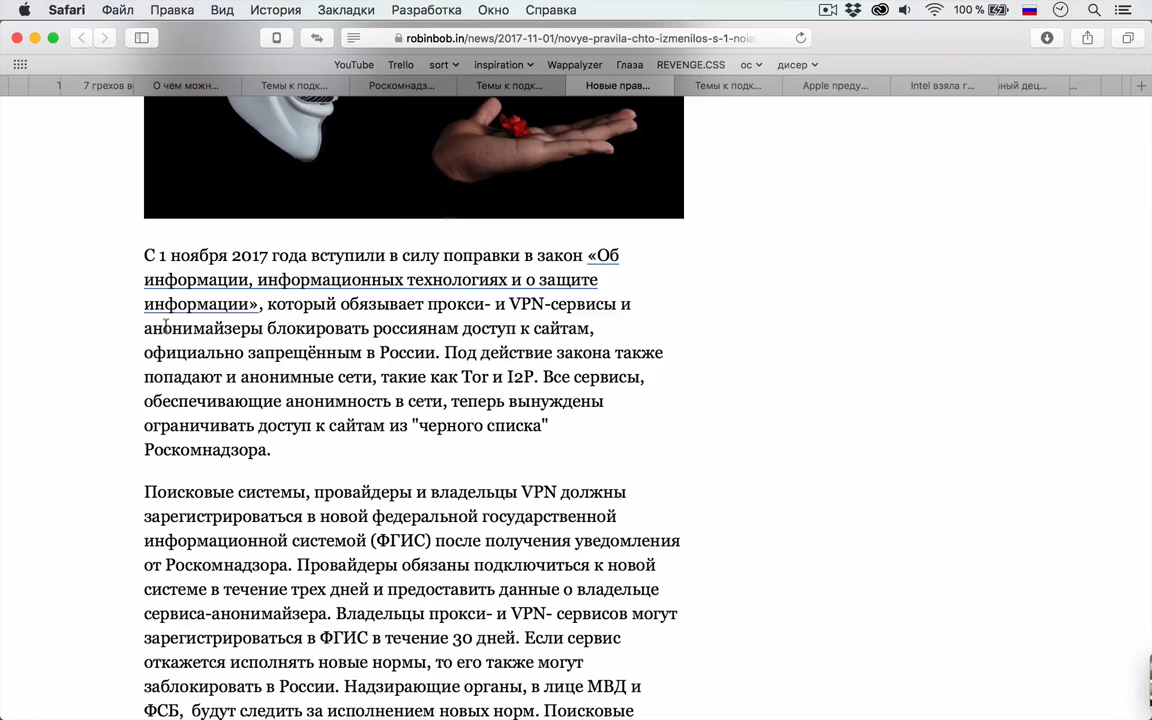 Safari Файл Правка Вид История Закладки Разработка Окно Справка 100 %
robinbob.in/news/2017-11-01/novye-pravila-chto-izmenilos-s-1-noia
YouTube Trello sort inspiration Wappalyzer Глаза REVENGE.CSS ос дисер
7 грехов в О чем можн... Темы к подк... Роскомнадз... Темы к подк... Новые прав... Темы к подк... Apple преду... Intel взяла г... ный дец...
С 1 ноября 2017 года вступили в силу поправки в закон «Об
информации, информационных технологиях и о защите
информации», который обязывает прокси- и VPN-сервисы и
анонимайзеры блокировать россиянам доступ к сайтам,
официально запрещённым в России. Под действие закона также
попадают и анонимные сети, такие как Tor и I2P. Все сервисы,
обеспечивающие анонимность в сети, теперь вынуждены
ограничивать доступ к сайтам из "черного списка"
Роскомнадзора.
Поисковые системы, провайдеры и владельцы VPN должны
зарегистрироваться в новой федеральной государственной
информационной системой (ФГИС) после получения уведомления
от Роскомнадзора. Провайдеры обязаны подключиться к новой
системе в течение трех дней и предоставить данные о владельце
сервиса-анонимайзера. Владельцы прокси- и VPN- сервисов могут
зарегистрироваться в ФГИС в течение 30 дней. Если сервис
откажется исполнять новые нормы, то его также могут
заблокировать в России. Надзирающие органы, в лице МВД и
ФСБ, будут следить за исполнением новых норм. Поисковые